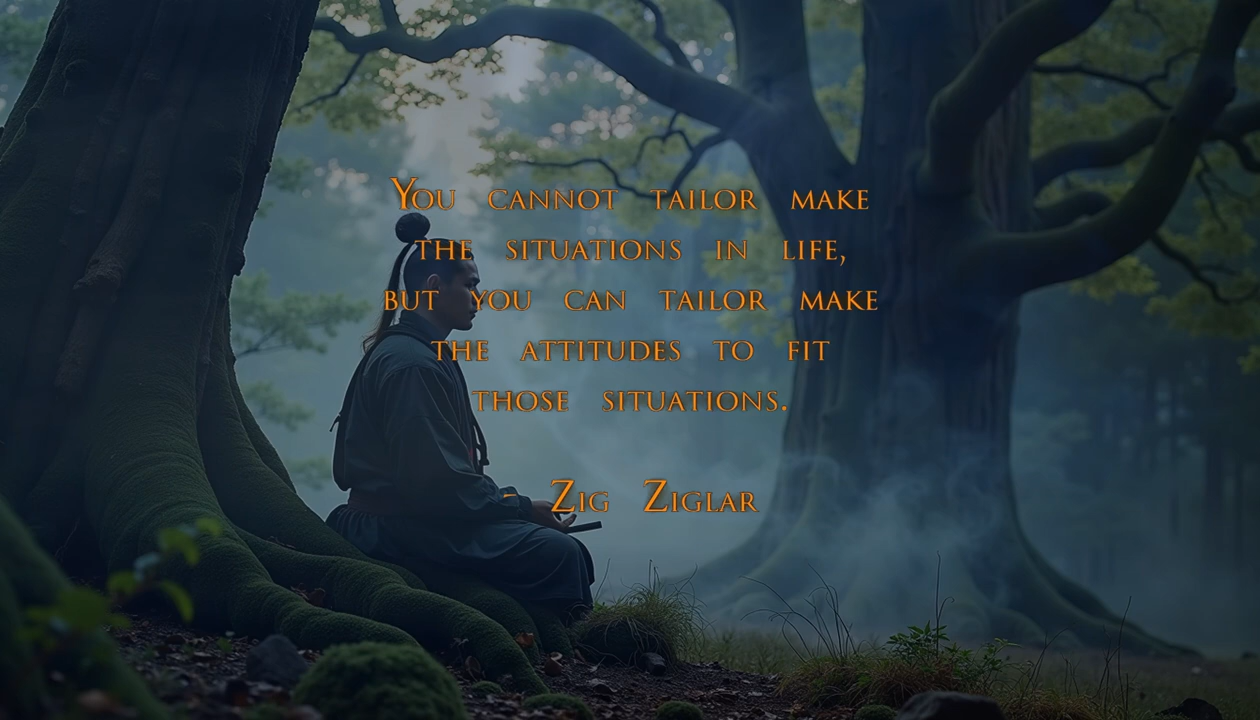 You cannot tailor make
the situations in life,
but you can tailor make
the attitudes to fit
those situations.
- Zig Ziglar